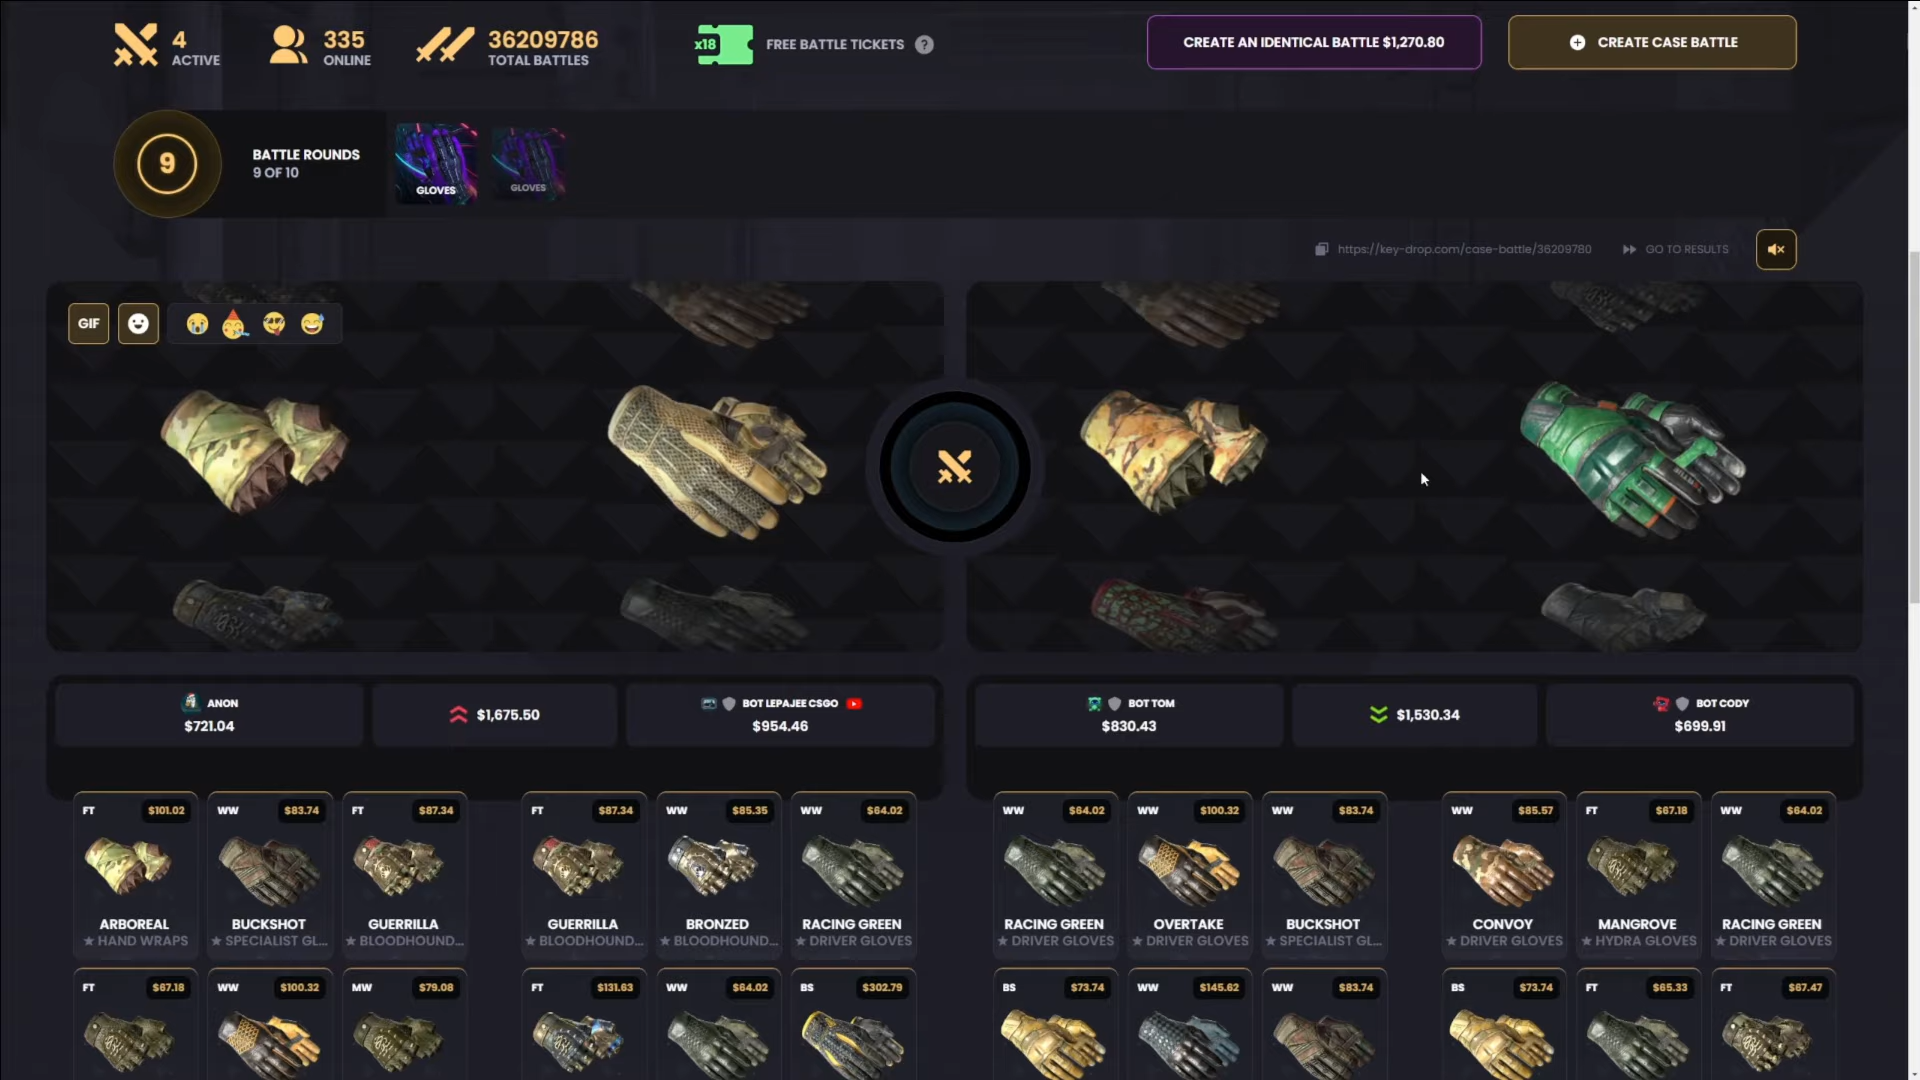 4
ACTIVE
335
ONLINE
36209786
TOTAL BATTLES
x18
FREE BATTLE TICKETS ?
CREATE AN IDENTICAL BATTLE $1,270.80
CREATE CASE BATTLE
9
BATTLE ROUNDS
9 OF 10
GLOVES
GLOVES
https://key-drop.com/case-battle/36209780
GO TO RESULTS
GIF
ANON
$721.04
$1,675.50
BOT LEPAJEE CSGO
$954.46
BOT TOM
$830.43
$1,530.34
BOT CODY
$699.91
FT $101.02
ARBOREAL
★ HAND WRAPS
WW $83.74
BUCKSHOT
★ SPECIALIST GL...
FT $87.34
GUERRILLA
★ BLOODHOUND...
FT $87.34
GUERRILLA
★ BLOODHOUND...
WW $85.35
BRONZED
★ BLOODHOUND...
WW $64.02
RACING GREEN
★ DRIVER GLOVES
WW $64.02
RACING GREEN
★ DRIVER GLOVES
WW $100.32
OVERTAKE
★ DRIVER GLOVES
WW $83.74
BUCKSHOT
★ SPECIALIST GL...
WW $85.57
CONVOY
★ DRIVER GLOVES
FT $67.18
MANGROVE
★ HYDRA GLOVES
WW $64.02
RACING GREEN
★ DRIVER GLOVES
FT $67.18
WW $100.32
MW $79.08
FT $131.63
WW $64.02
BS $302.79
BS $73.74
WW $145.62
WW $83.74
BS $73.74
FT $65.33
FT $67.47